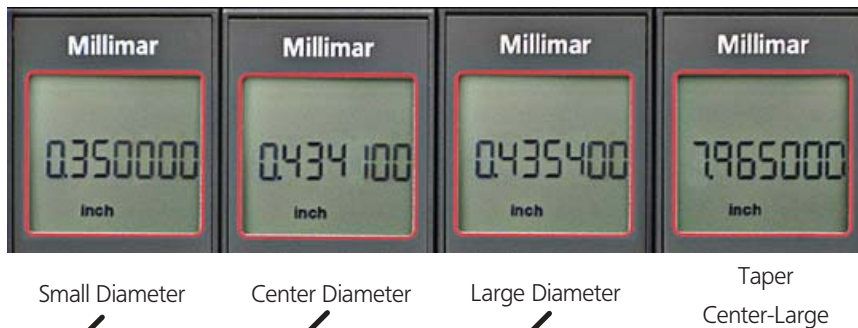 Millimar Millimar Millimar Millimar
0.350000 0.434100 0.435400 7.965000
inch inch inch inch
Small Diameter Center Diameter Large Diameter Taper
Center-Large